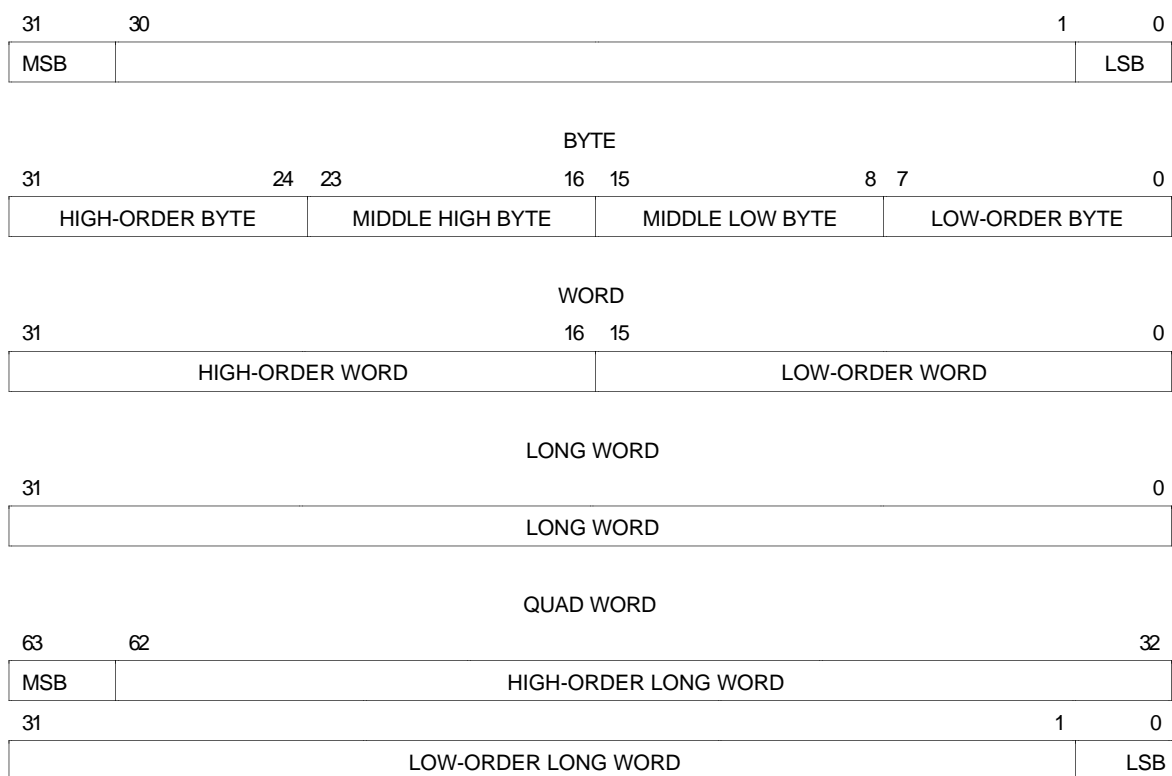 31 30 1 0
MSB LSB
BYTE
31 24 23 16 15 8 7 0
HIGH-ORDER BYTE MIDDLE HIGH BYTE MIDDLE LOW BYTE LOW-ORDER BYTE
WORD
31 16 15 0
HIGH-ORDER WORD LOW-ORDER WORD
LONG WORD
31 0
LONG WORD
QUAD WORD
63 62 32
MSB HIGH-ORDER LONG WORD
31 1 0
LOW-ORDER LONG WORD LSB